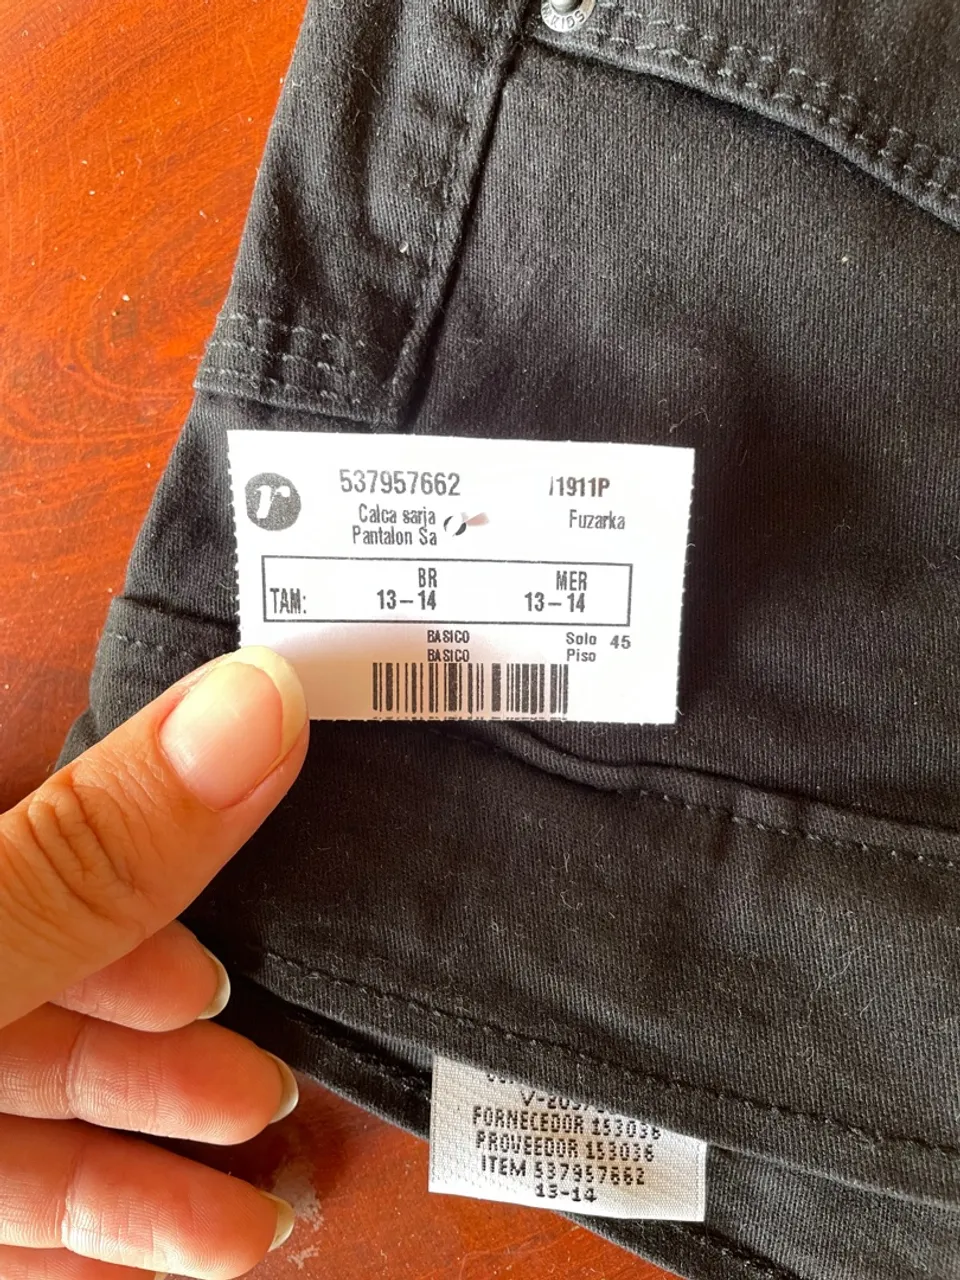 KIDS
r
537957662 /1911P
Calca sarja Fuzarka
Pantalon Sa
BR MER
TAM: 13-14 13-14
BASICO Solo 45
BASICO Piso
FORNECEDOR 153036
PROVEEDOR 153036
ITEM 537957662
13-14